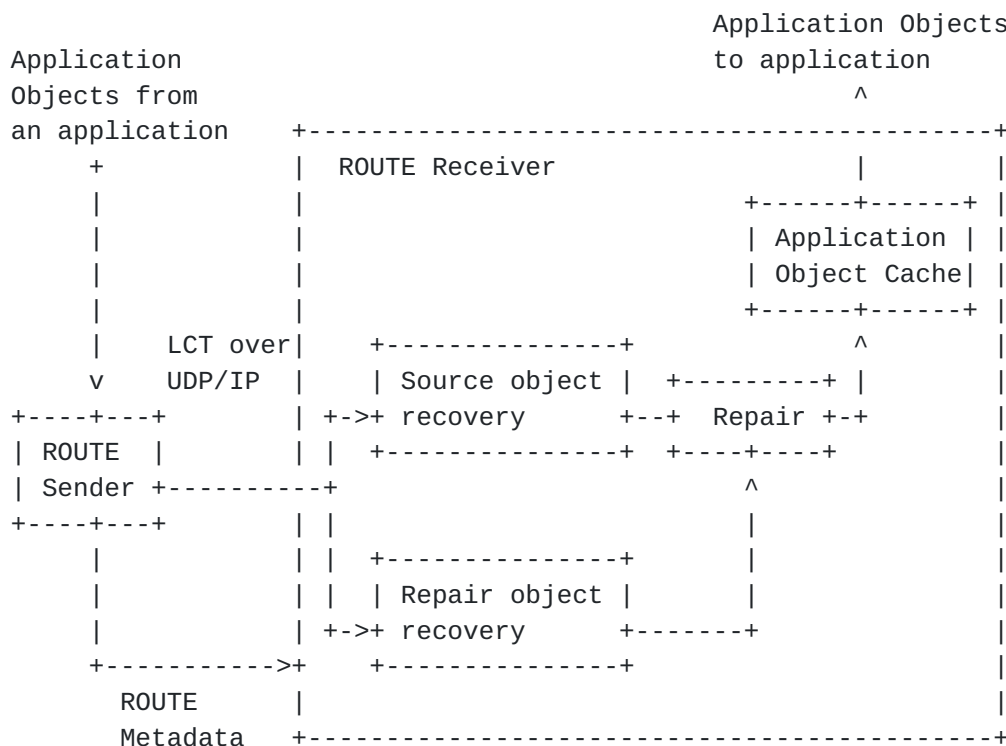 Application Objects
Application to application
Objects from ^
an application +---------------------------------------------+
+ | ROUTE Receiver | |
| | +------+------+ |
| | | Application | |
| | | Object Cache| |
| | +------+------+ |
| LCT over| +---------------+ ^ |
v UDP/IP | | Source object | +---------+ | |
+----+---+ | +->+ recovery +--+ Repair +-+ |
| ROUTE | | | +---------------+ +----+----+ |
| Sender +----------+ ^ |
+----+---+ | | | |
| | | +---------------+ | |
| | | | Repair object | | |
| | +->+ recovery +-------+ |
+----------->+ +---------------+ |
ROUTE | |
Metadata +---------------------------------------------+